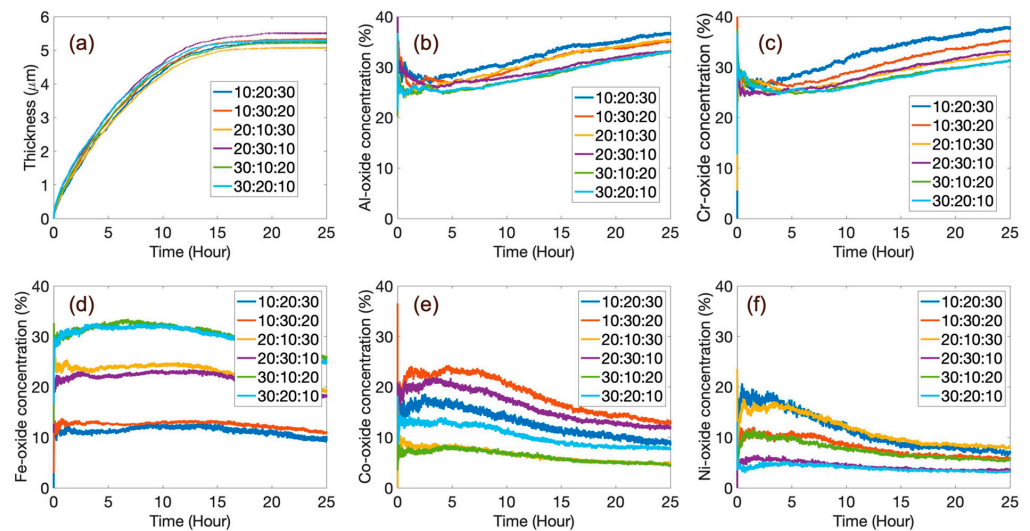 (a)
Thickness (μm)
6
5
4
3
2
1
0
10:20:30
10:30:20
20:10:30
20:30:10
30:10:20
30:20:10
0 5 10 15 20 25
Time (Hour)
(b)
Al-oxide concentration (%)
40
30
20
10
0
10:20:30
10:30:20
20:10:30
20:30:10
30:10:20
30:20:10
0 5 10 15 20 25
Time (Hour)
(c)
Cr-oxide concentration (%)
40
30
20
10
0
10:20:30
10:30:20
20:10:30
20:30:10
30:10:20
30:20:10
0 5 10 15 20 25
Time (Hour)
(d)
Fe-oxide concentration (%)
40
30
20
10
0
10:20:30
10:30:20
20:10:30
20:30:10
30:10:20
30:20:10
0 5 10 15 20 25
Time (Hour)
(e)
Co-oxide concentration (%)
40
30
20
10
0
10:20:30
10:30:20
20:10:30
20:30:10
30:10:20
30:20:10
0 5 10 15 20 25
Time (Hour)
(f)
Ni-oxide concentration (%)
40
30
20
10
0
10:20:30
10:30:20
20:10:30
20:30:10
30:10:20
30:20:10
0 5 10 15 20 25
Time (Hour)